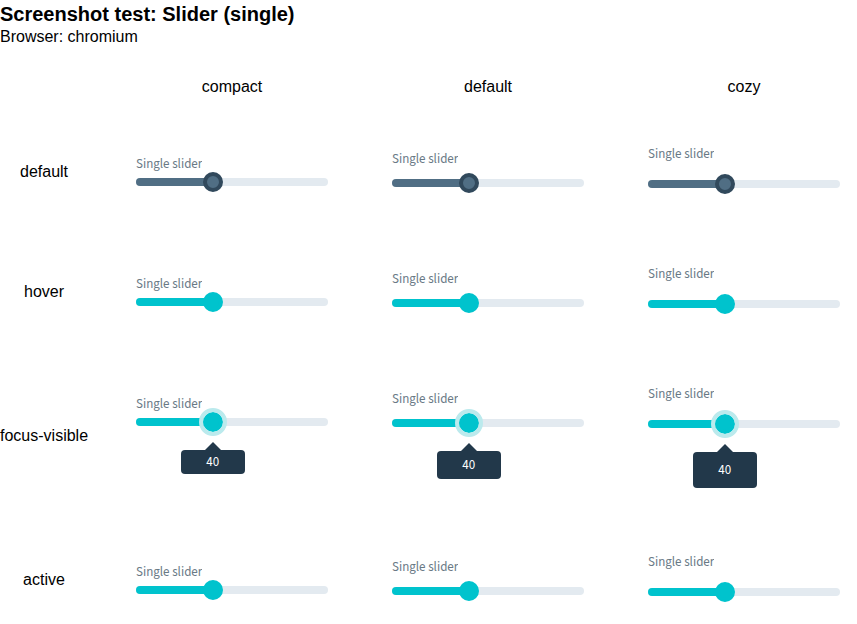 Screenshot test: Slider (single)
Browser: chromium
compact default cozy
default Single slider Single slider Single slider
hover Single slider Single slider Single slider
focus-visible Single slider Single slider Single slider
40 40 40
active Single slider Single slider Single slider